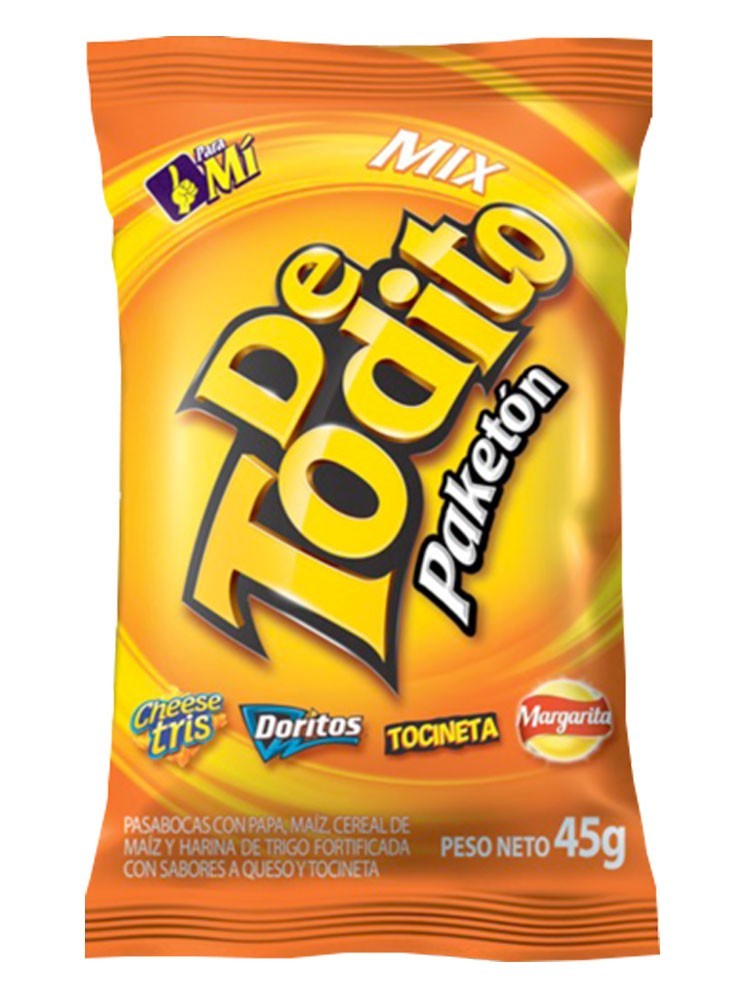 Para
Mí
MIX
De
Todito
Paketón
Cheese
tris
Doritos
TOCINETA
Margarita
PASABOCAS CON PAPA, MAÍZ, CEREAL DE
MAÍZ Y HARINA DE TRIGO FORTIFICADA
CON SABORES A QUESO Y TOCINETA
PESO NETO 45g